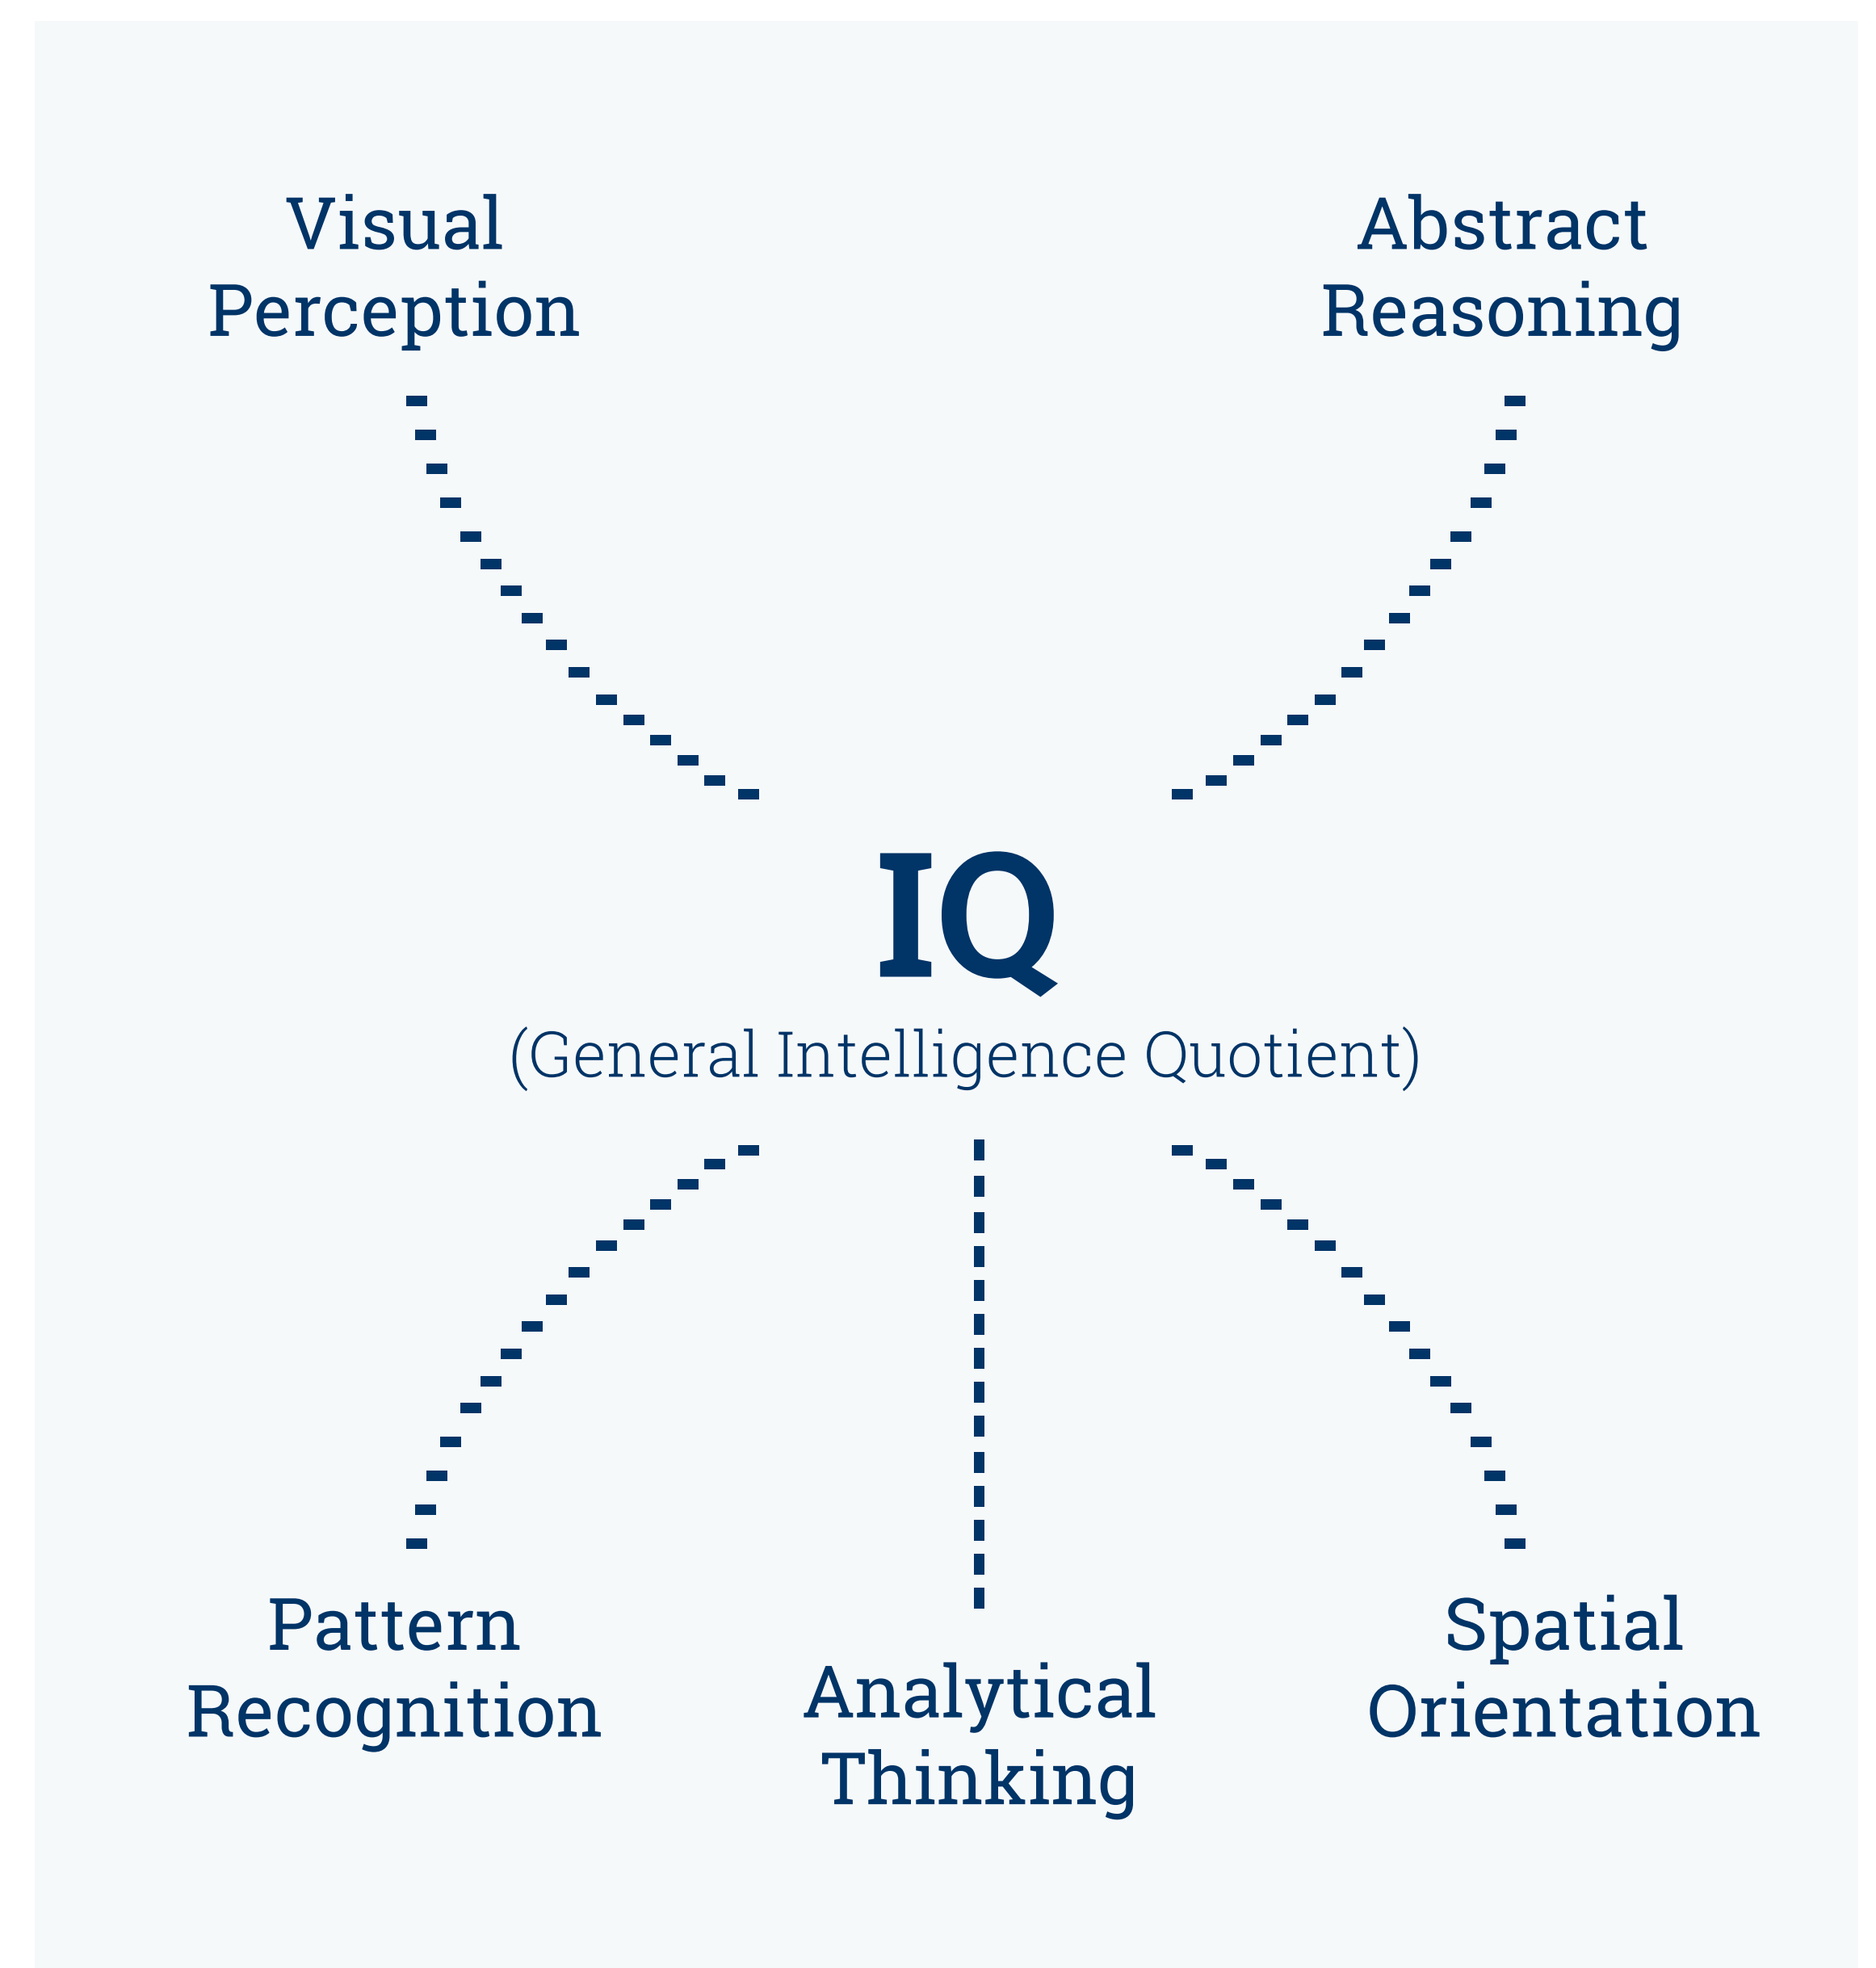 Visual
Perception
Abstract
Reasoning
IQ
(General Intelligence Quotient)
Pattern
Recognition
Analytical
Thinking
Spatial
Orientation